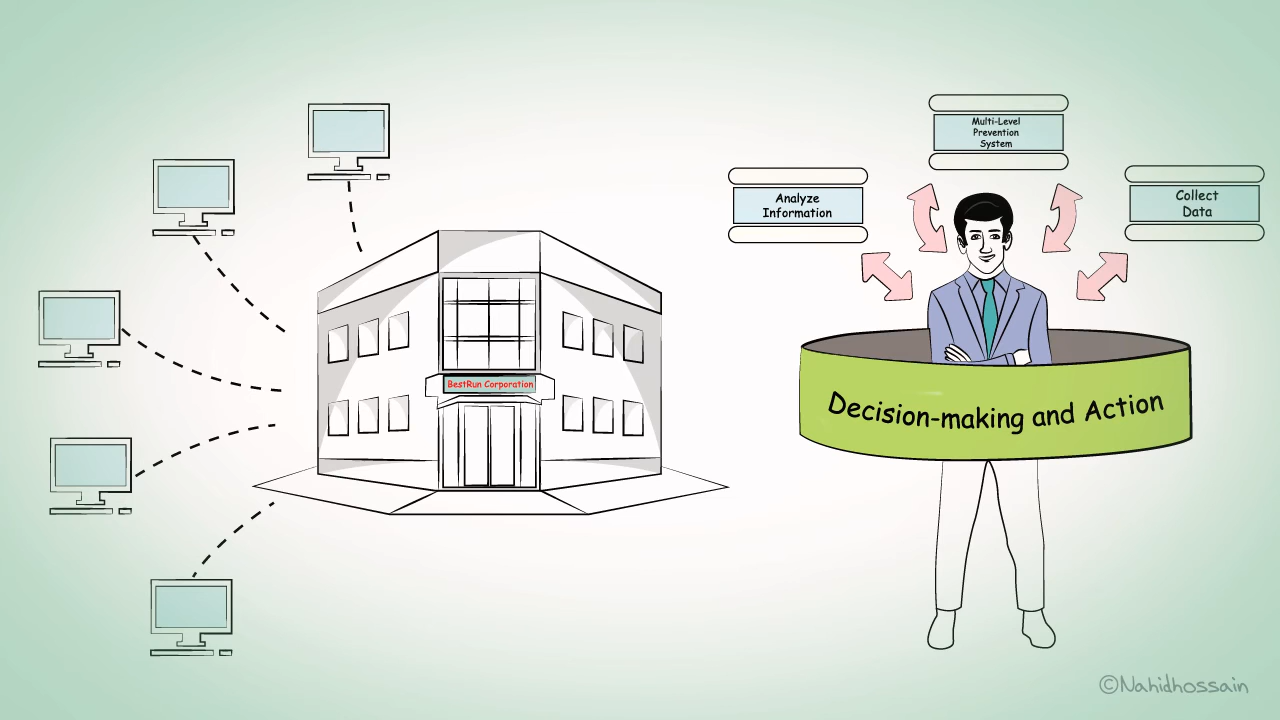 Multi-Level
Prevention
System
Analyze
Information
Collect
Data
BestRun Corporation
Decision-making and Action
©Nahidhossain